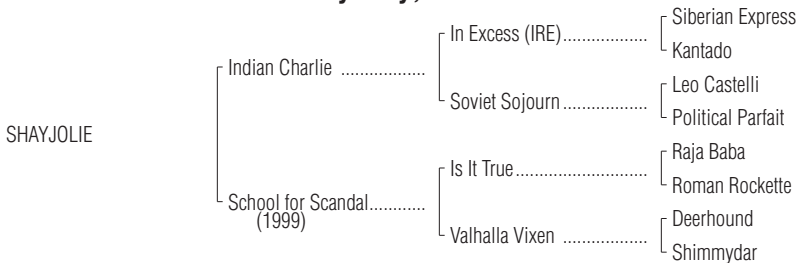 Siberian Express
In Excess (IRE)..................
Kantado
Indian Charlie ..................
Leo Castelli
Soviet Sojourn ..................
Political Parfait
SHAYJOLIE
Raja Baba
Is It True............................
Roman Rockette
School for Scandal............
(1999)
Deerhound
Valhalla Vixen ..................
Shimmydar